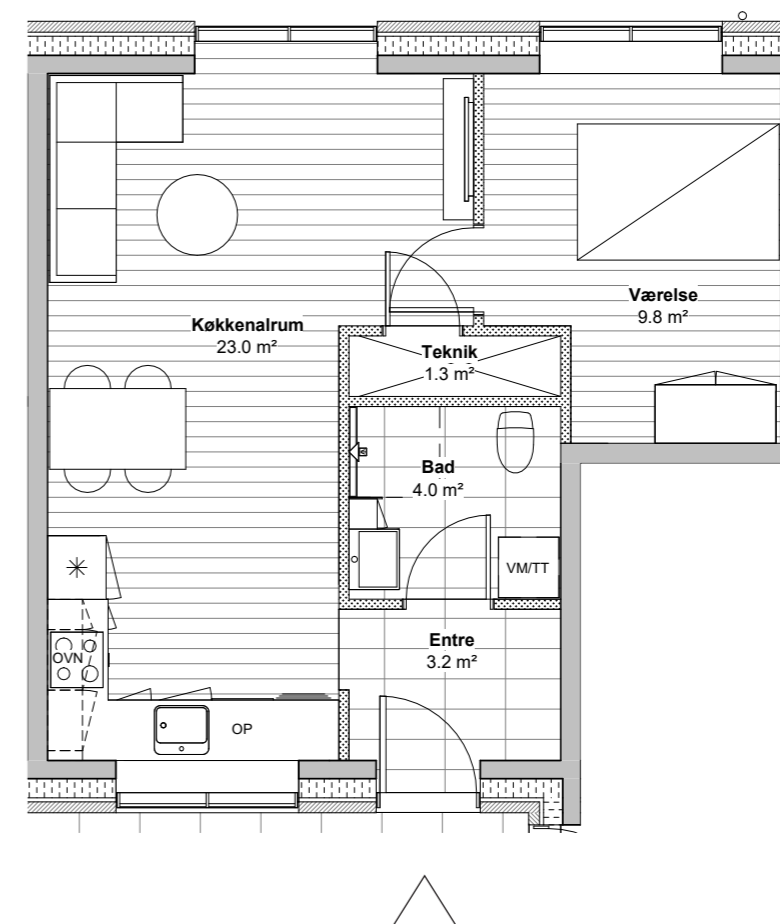 Køkkenalrum
23.0 m²
Værelse
9.8 m²
Teknik
1.3 m²
Bad
4.0 m²
VM/TT
Entre
3.2 m²
OVN
OP